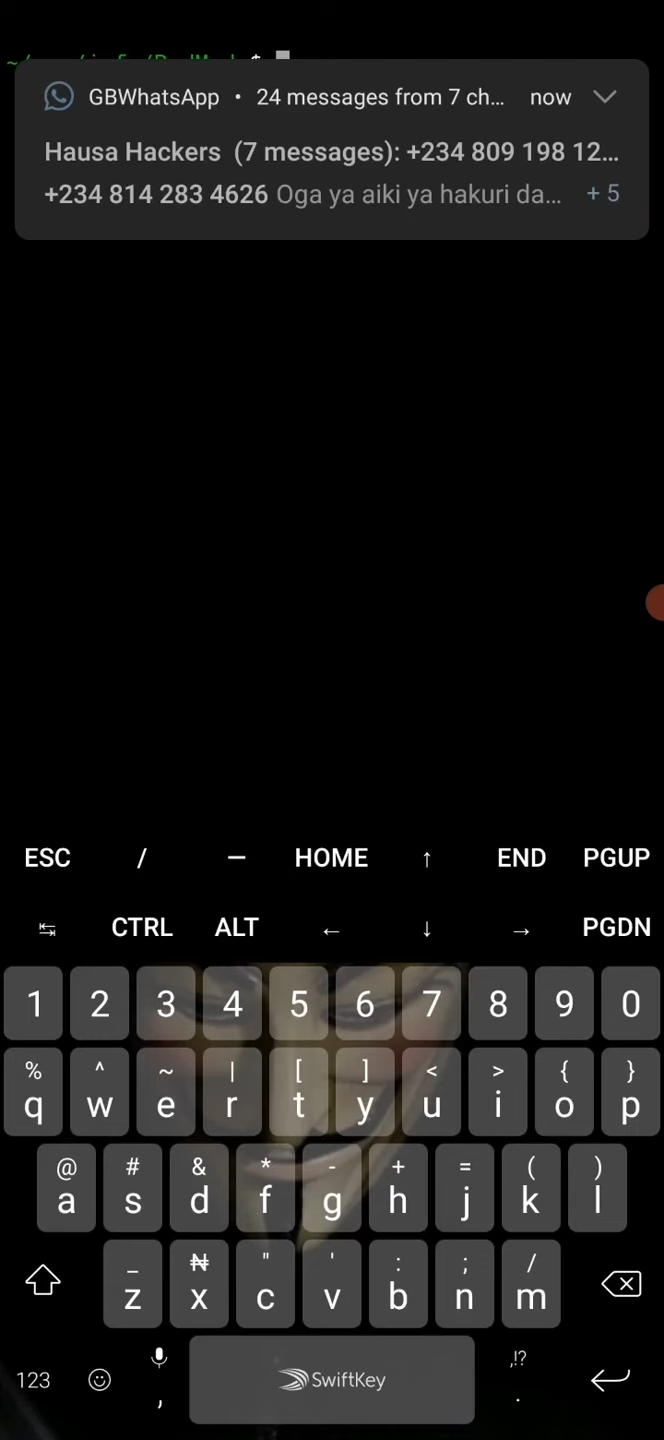 GBWhatsApp • 24 messages from 7 ch... now
Hausa Hackers (7 messages): +234 809 198 12...
+234 814 283 4626 Oga ya aiki ya hakuri da... + 5
ESC / — HOME ↑ END PGUP
↹ CTRL ALT ← ↓ → PGDN
1 2 3 4 5 6 7 8 9 0
% ^ ~ | [ ] < > { }
q w e r t y u i o p
@ # & * - + = ( )
a s d f g h j k l
_ ₦ " ' : ; /
z x c v b n m
,!?
123 , SwiftKey .